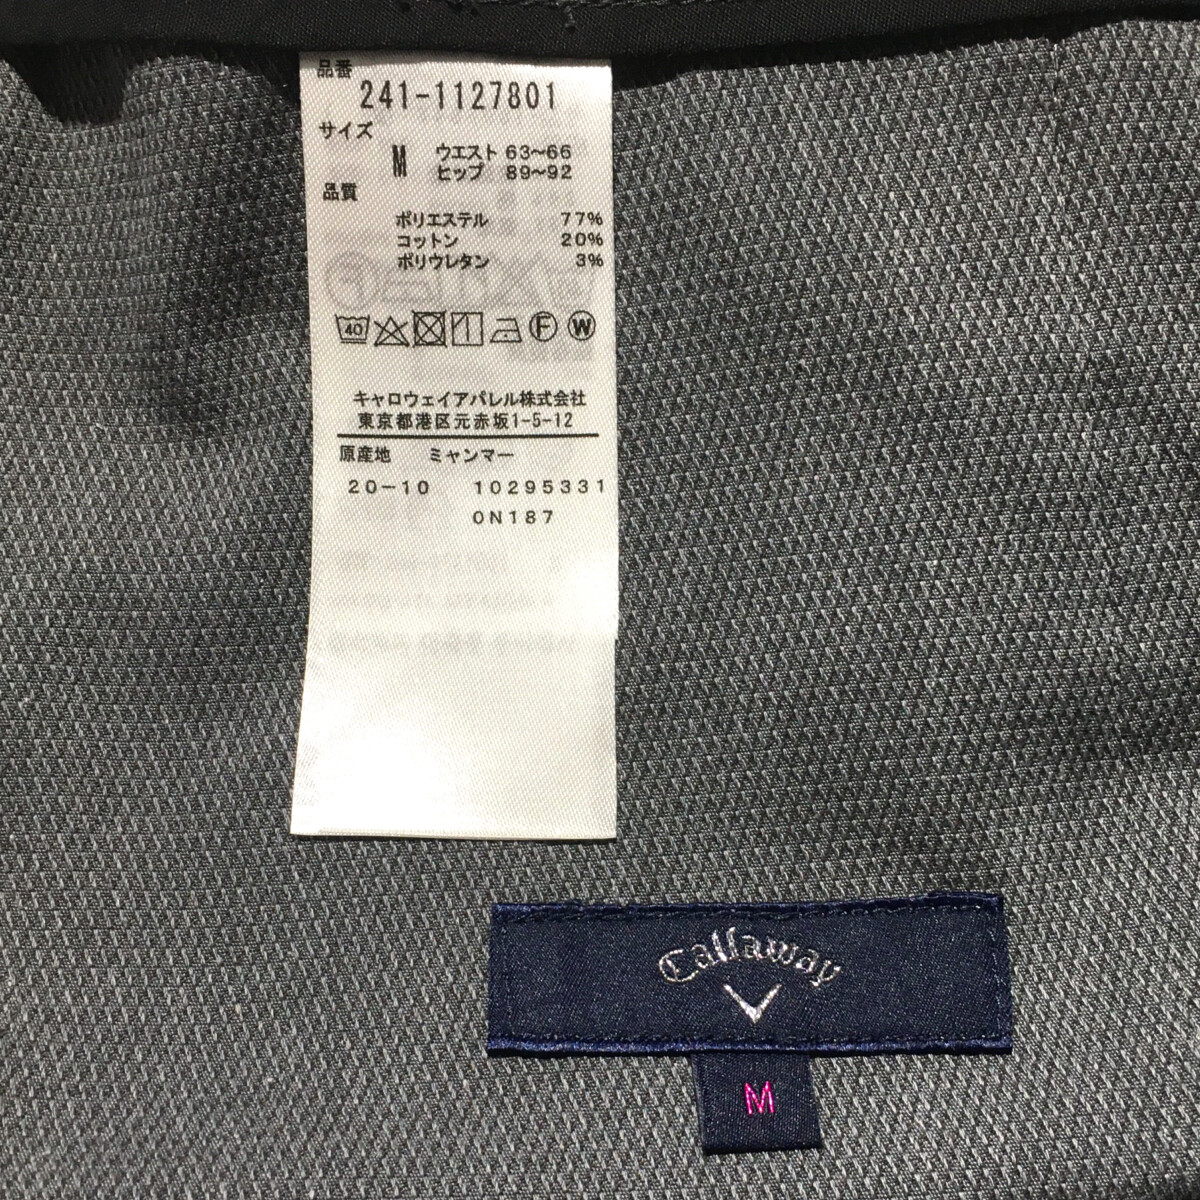 品番
241-1127801
サイズ
M ウエスト 63~66
ヒップ 89~92
品質
ポリエステル 77%
コットン 20%
ポリウレタン 3%
40 F W
キャロウェイアパレル株式会社
東京都港区元赤坂1-5-12
原産地 ミャンマー
20-10 10295331
0N187
Callaway
M